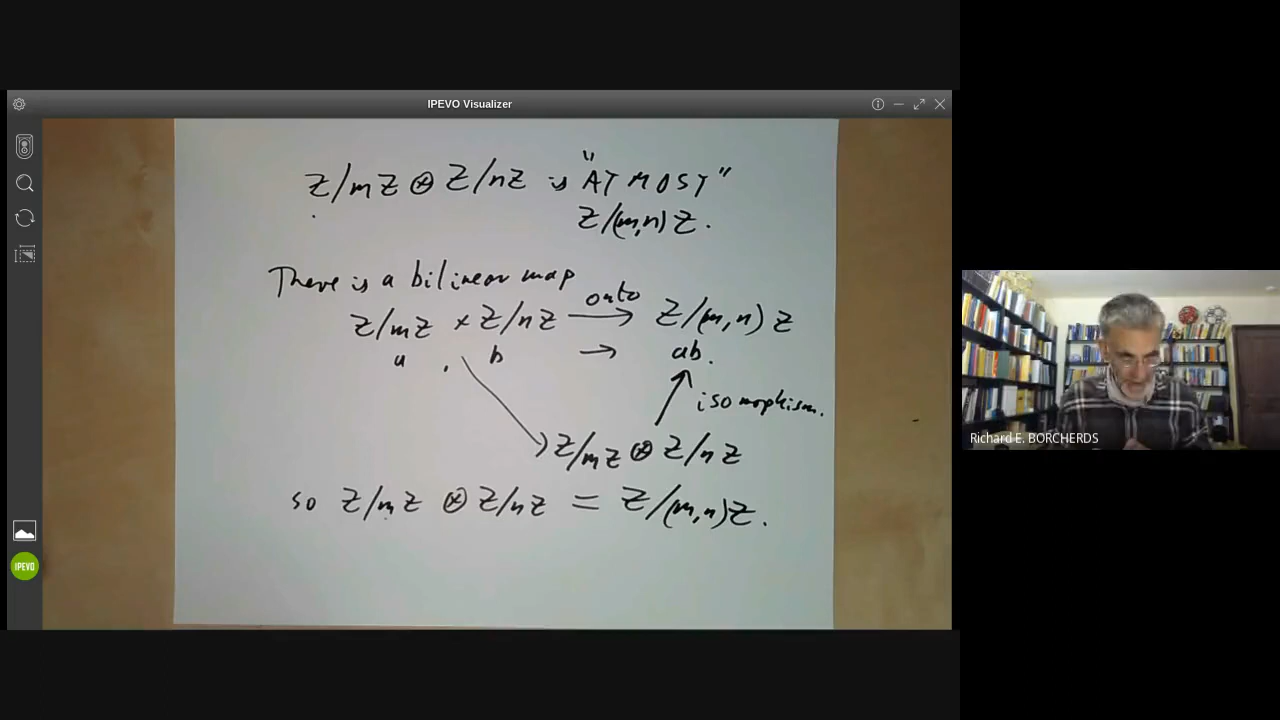 IPEVO Visualizer
Z/mZ ⊗ Z/nZ is "AT MOST"
Z/(m,n)Z.
There is a bilinear map
onto
Z/mZ × Z/nZ ⟶ Z/(m,n)Z
a , b → ab.
isomorphism.
Z/mZ ⊗ Z/nZ
so Z/mZ ⊗ Z/nZ = Z/(m,n)Z.
Richard E. BORCHERDS
IPEVO